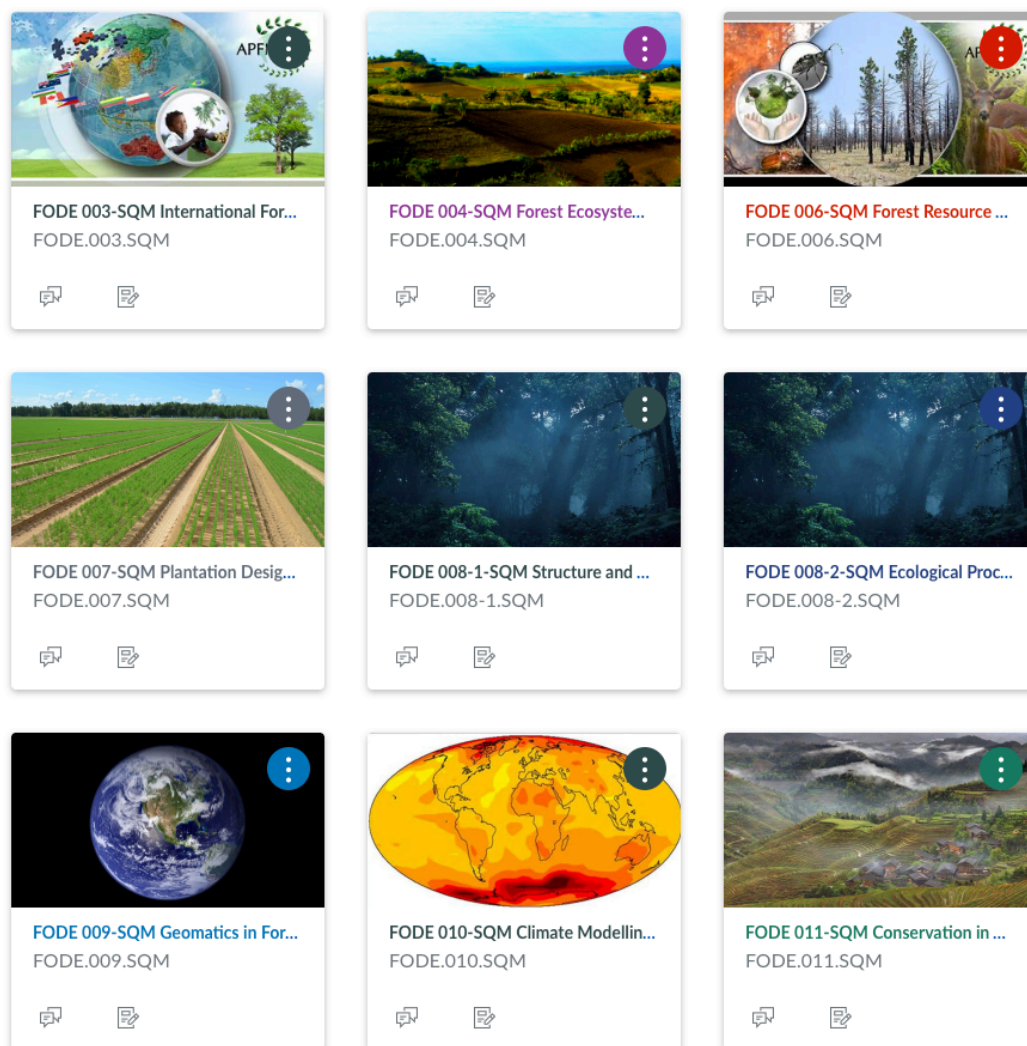 FODE 003-SQM International For...
FODE.003.SQM
FODE 004-SQM Forest Ecosyste...
FODE.004.SQM
FODE 006-SQM Forest Resource ...
FODE.006.SQM
FODE 007-SQM Plantation Desig...
FODE.007.SQM
FODE 008-1-SQM Structure and ...
FODE.008-1.SQM
FODE 008-2-SQM Ecological Proc...
FODE.008-2.SQM
FODE 009-SQM Geomatics in For...
FODE.009.SQM
FODE 010-SQM Climate Modellin...
FODE.010.SQM
FODE 011-SQM Conservation in ...
FODE.011.SQM